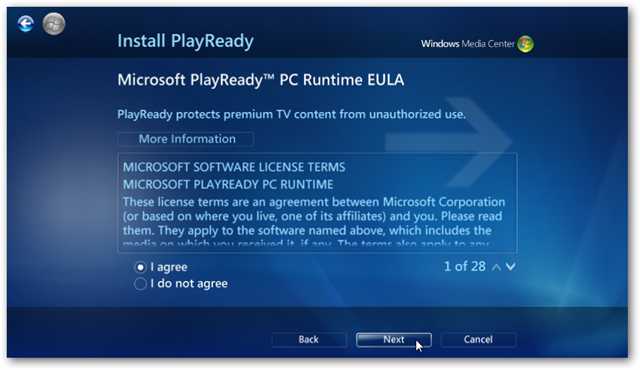 Install PlayReady
Windows Media Center
Microsoft PlayReady™ PC Runtime EULA
PlayReady protects premium TV content from unauthorized use.
More Information
MICROSOFT SOFTWARE LICENSE TERMS
MICROSOFT PLAYREADY PC RUNTIME
These license terms are an agreement between Microsoft Corporation
(or based on where you live, one of its affiliates) and you. Please read
them. They apply to the software named above, which includes the
media on which you received it, if any. The terms also apply to any
I agree
1 of 28
I do not agree
Back
Next
Cancel